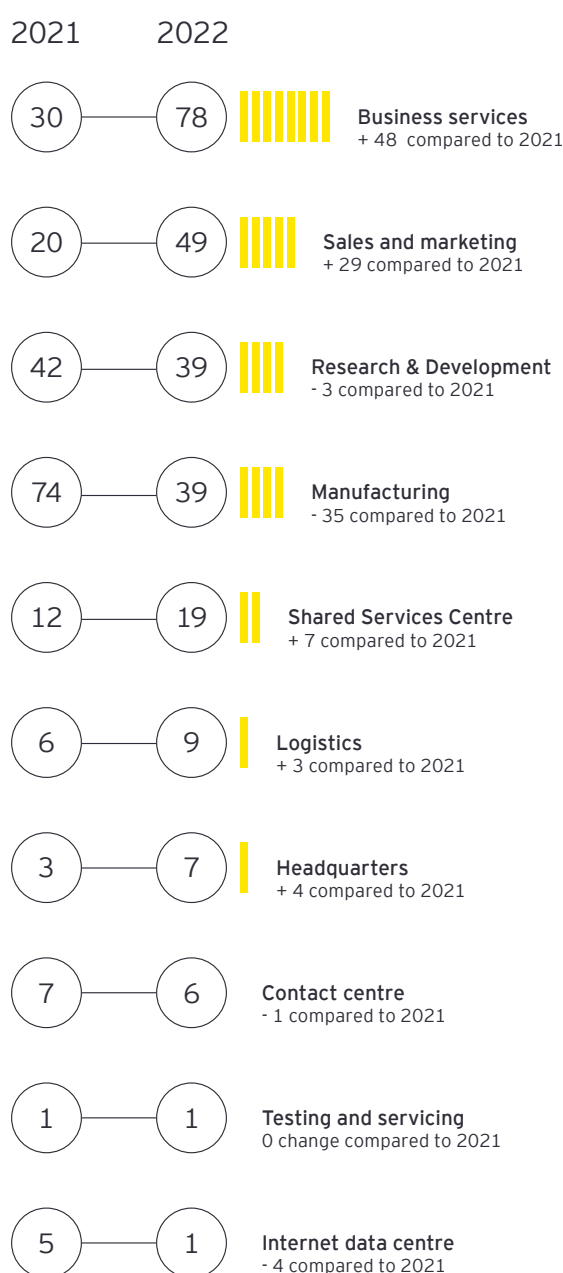 2021 2022
30 78 Business services
+ 48 compared to 2021
20 49 Sales and marketing
+ 29 compared to 2021
42 39 Research & Development
- 3 compared to 2021
74 39 Manufacturing
- 35 compared to 2021
12 19 Shared Services Centre
+ 7 compared to 2021
6 9 Logistics
+ 3 compared to 2021
3 7 Headquarters
+ 4 compared to 2021
7 6 Contact centre
- 1 compared to 2021
1 1 Testing and servicing
0 change compared to 2021
5 1 Internet data centre
- 4 compared to 2021